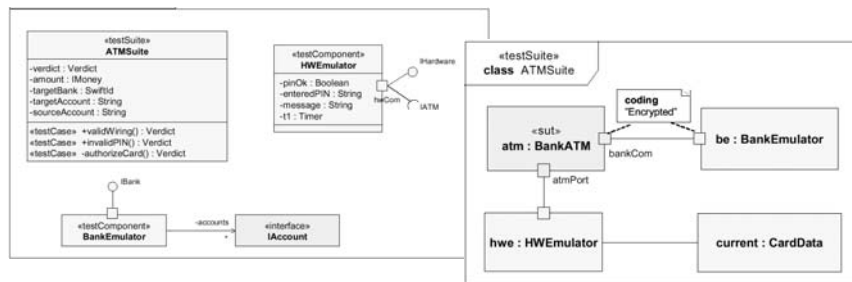 «testSuite»
ATMSuite
-verdict : Verdict
-amount : IMoney
-targetBank : SwiftId
-targetAccount : String
-sourceAccount : String
«testCase» +validWiring() : Verdict
«testCase» +invalidPIN() : Verdict
«testCase» -authorizeCard() : Verdict
«testComponent»
HWEmulator
-pinOk : Boolean
-enteredPIN : String
-message : String
-t1 : Timer
hwCom
IHardware
IATM
IBank
«testComponent»
BankEmulator
-accounts
*
«interface»
IAccount
«testSuite»
class ATMSuite
coding
"Encrypted"
«sut»
atm : BankATM
bankCom
be : BankEmulator
atmPort
hwe : HWEmulator
current : CardData